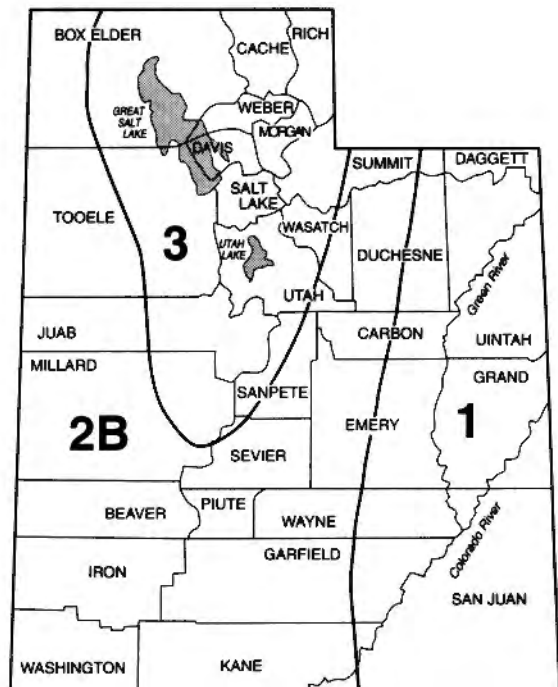 BOX ELDER
CACHE
RICH
GREAT
SALT
LAKE
WEBER
MORGAN
DAVIS
SUMMIT
DAGGETT
SALT
LAKE
TOOELE
3
WASATCH
UTAH
LAKE
DUCHESNE
Green River
UTAH
JUAB
CARBON
UINTAH
MILLARD
GRAND
SANPETE
2B
EMERY
1
SEVIER
BEAVER
PIUTE
WAYNE
Colorado River
GARFIELD
IRON
SAN JUAN
WASHINGTON
KANE